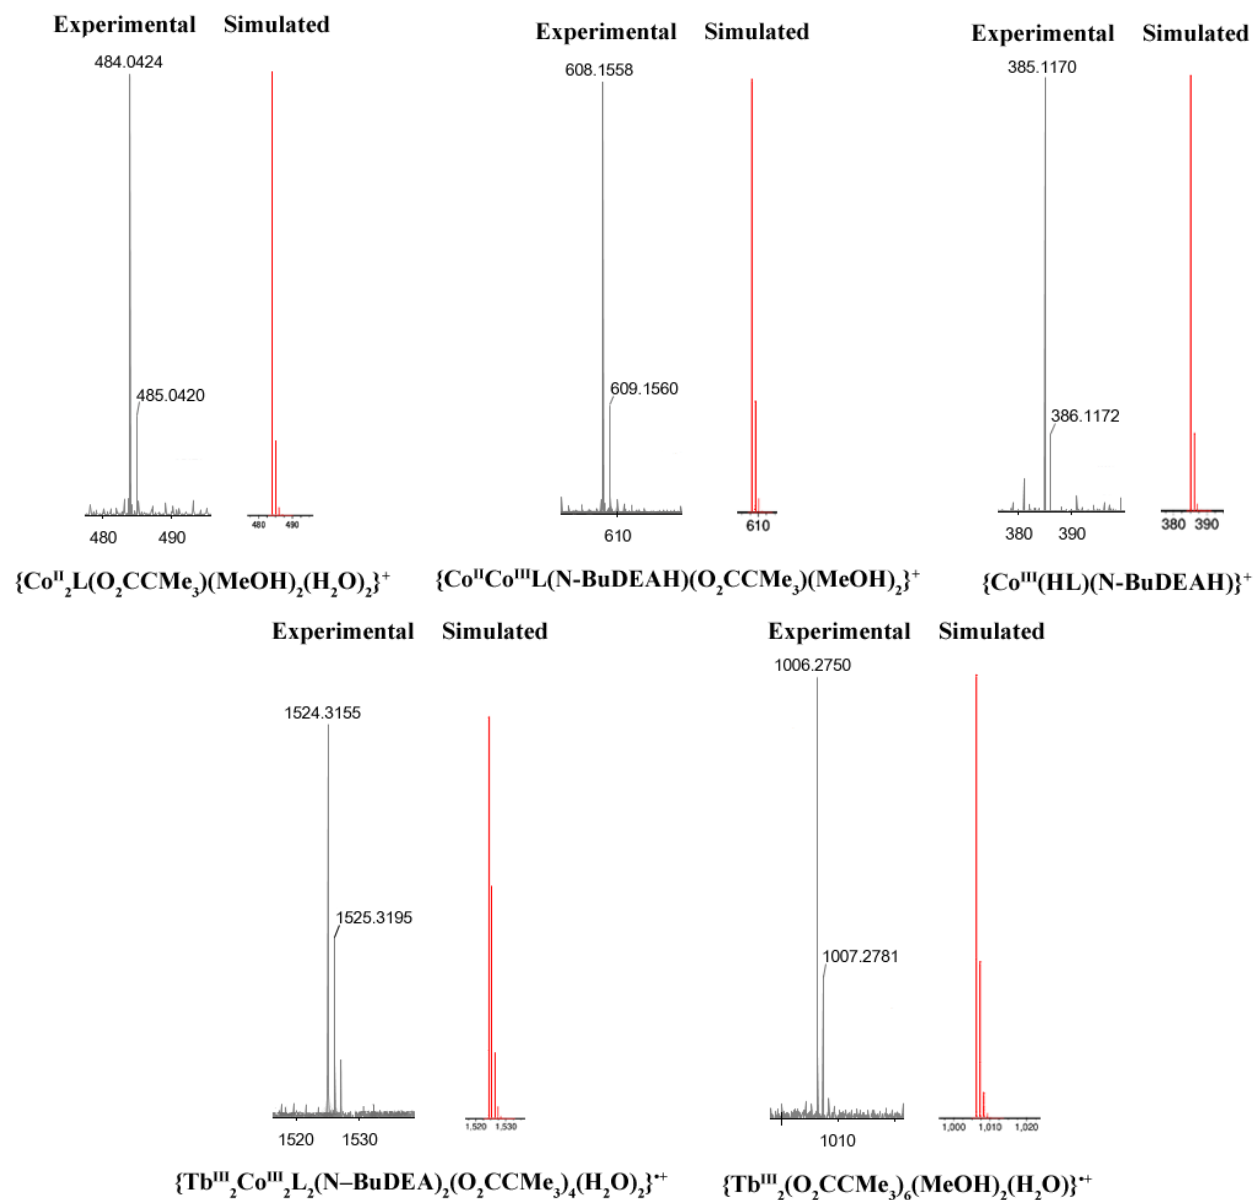 Experimental Simulated
484.0424
485.0420
480 490
480 490
{Co^II_2L(O_2CCMe_3)(MeOH)_2(H_2O)_2}^+
Experimental Simulated
608.1558
609.1560
610
610
{Co^IICo^IIIL(N-BuDEAH)(O_2CCMe_3)(MeOH)_2}^+
Experimental Simulated
385.1170
386.1172
380 390
380 390
{Co^III(HL)(N-BuDEAH)}^+
Experimental Simulated
1524.3155
1525.3195
1520 1530
1,520 1,530
{Tb^III_2Co^III_2L_2(N–BuDEA)_2(O_2CCMe_3)_4(H_2O)_2}^•+
Experimental Simulated
1006.2750
1007.2781
1010
1,000 1,010 1,020
{Tb^III_2(O_2CCMe_3)_6(MeOH)_2(H_2O)}^•+